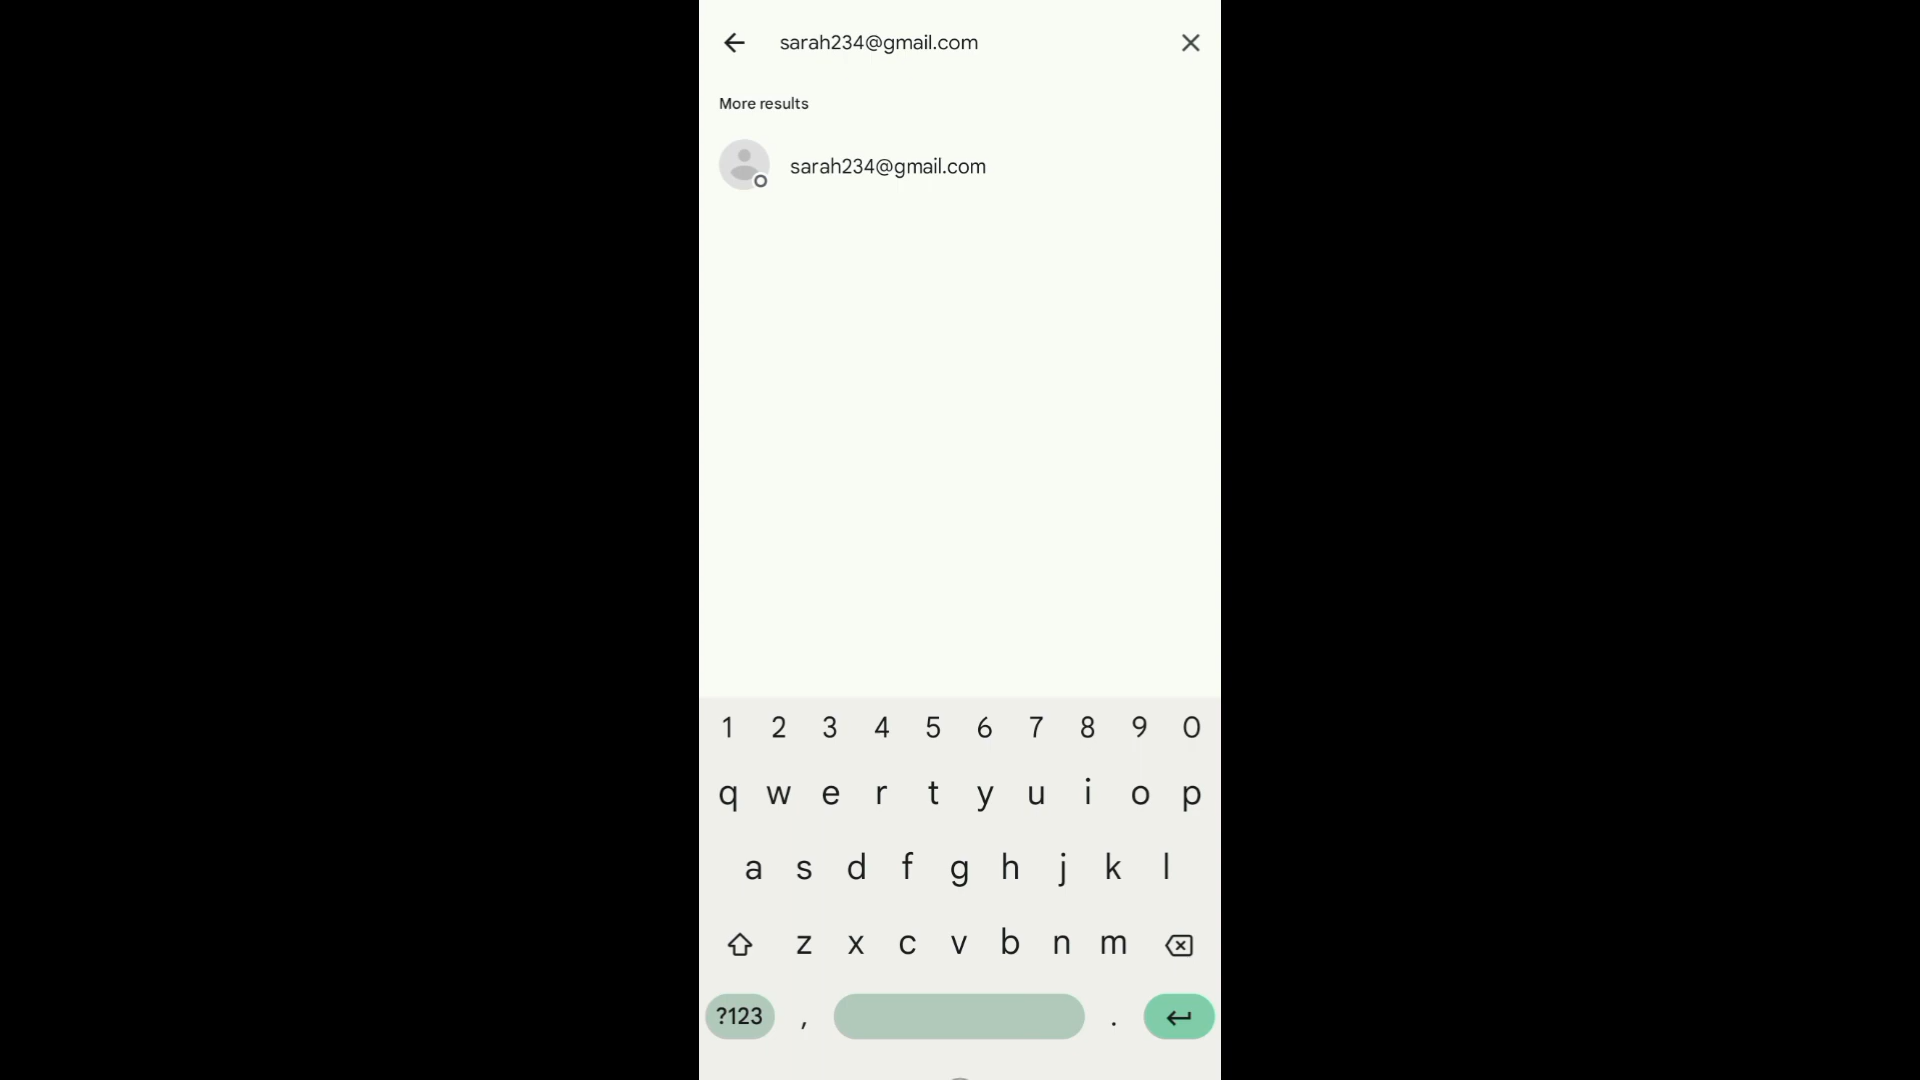 sarah234@gmail.com
More results
sarah234@gmail.com
1 2 3 4 5 6 7 8 9 0
q w e r t y u i o p
a s d f g h j k l
z x c v b n m
?123 , .